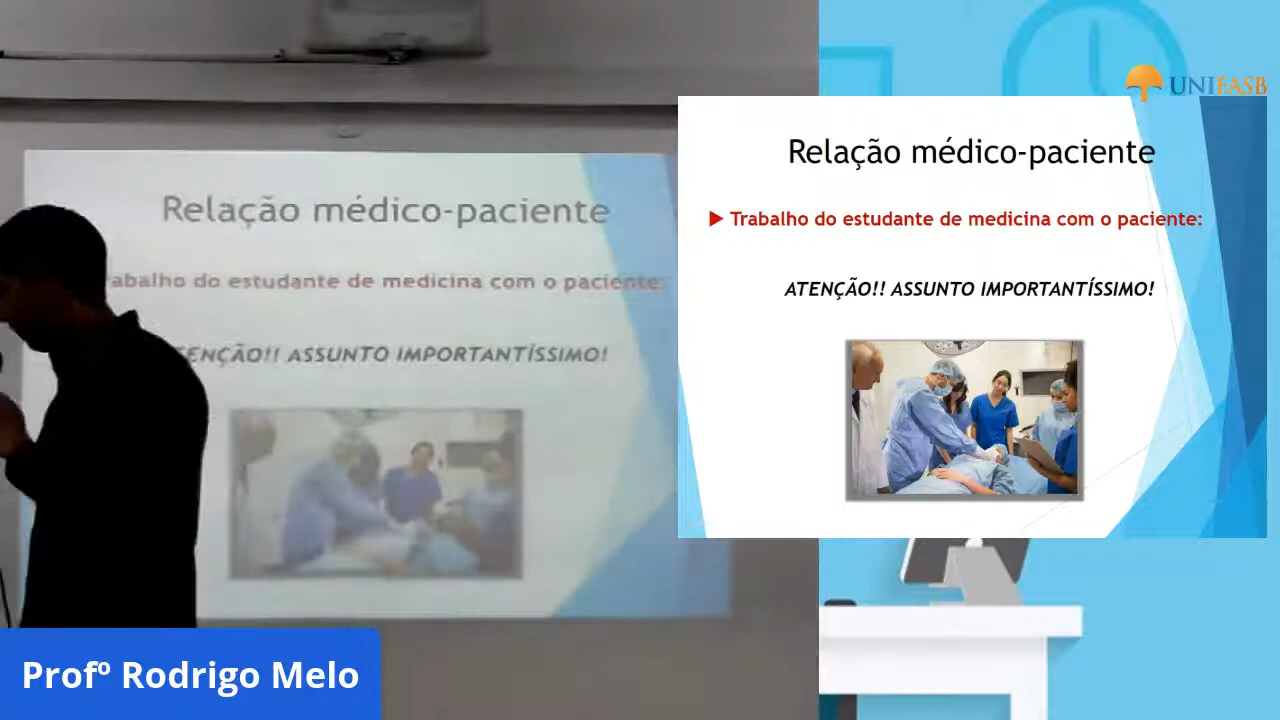 UNIFASB
Relação médico-paciente
Relação médico-paciente
Trabalho do estudante de medicina com o paciente:
abalho do estudante de medicina com o paciente:
ATENÇÃO!! ASSUNTO IMPORTANTÍSSIMO!
ENÇÃO!! ASSUNTO IMPORTANTÍSSIMO!
Profº Rodrigo Melo